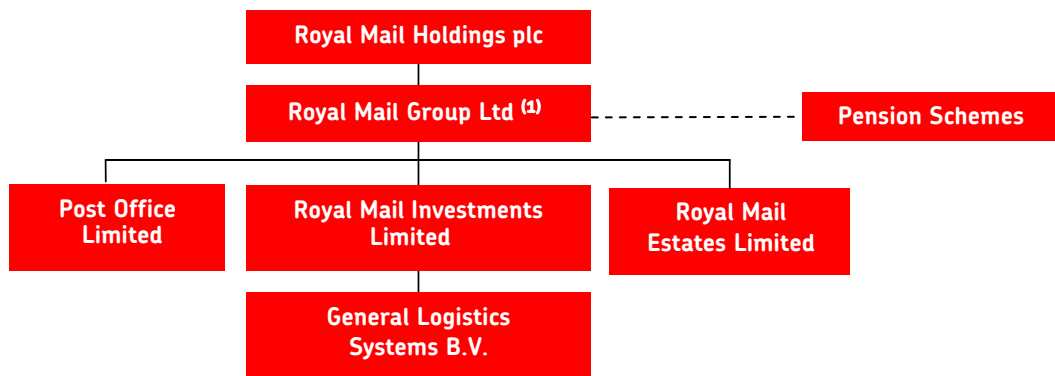 Royal Mail Holdings plc
Royal Mail Group Ltd (1)
Pension Schemes
Post Office
Limited
Royal Mail Investments
Limited
Royal Mail
Estates Limited
General Logistics
Systems B.V.